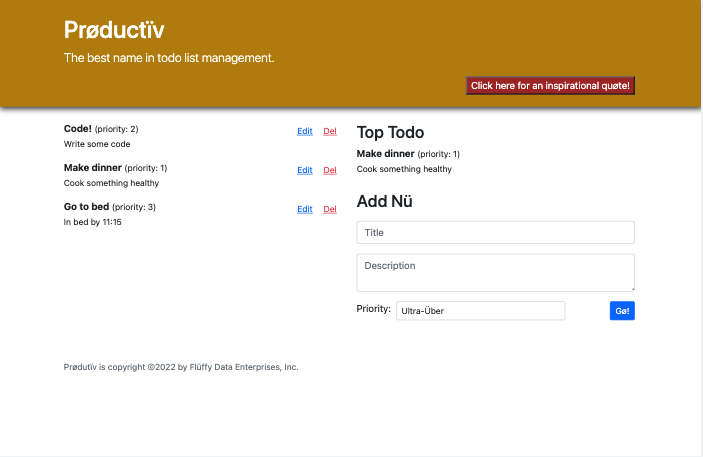 Prøductïv
The best name in todo list management.
Click here for an inspirational quøte!
Code! (priority: 2)
Edit Del
Write some code
Make dinner (priority: 1)
Edit Del
Cook something healthy
Go to bed (priority: 3)
Edit Del
In bed by 11:15
Top Todo
Make dinner (priority: 1)
Cook something healthy
Add Nü
Title
Description
Priority: Ultra-Über
Gø!
Prødutïv is copyright ©2022 by Flüffy Data Enterprises, Inc.